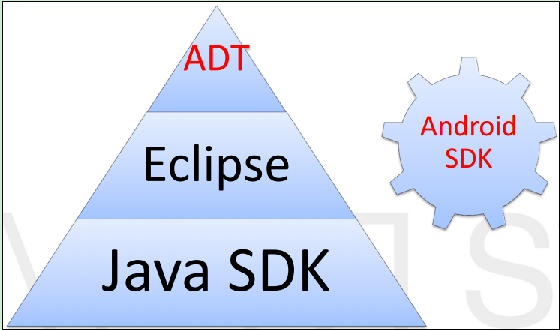 ADT
Eclipse
Java SDK
Android
SDK